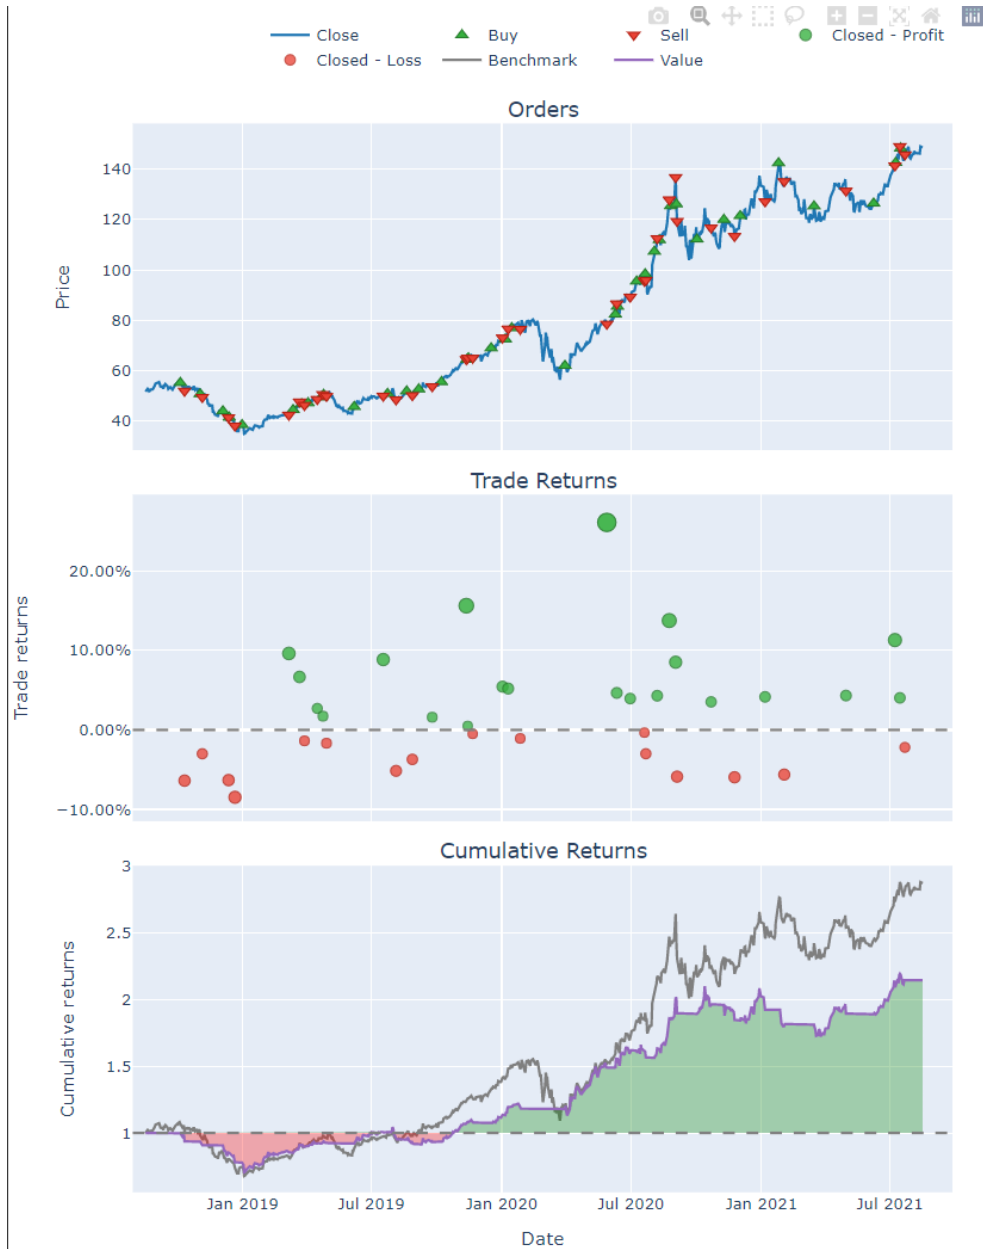 Close Buy Sell Closed - Profit
Closed - Loss Benchmark Value
Orders
140
120
100
80
60
40
Price
Trade Returns
20.00%
10.00%
0.00%
−10.00%
Trade returns
Cumulative Returns
3
2.5
2
1.5
1
Cumulative returns
Jan 2019 Jul 2019 Jan 2020 Jul 2020 Jan 2021 Jul 2021
Date